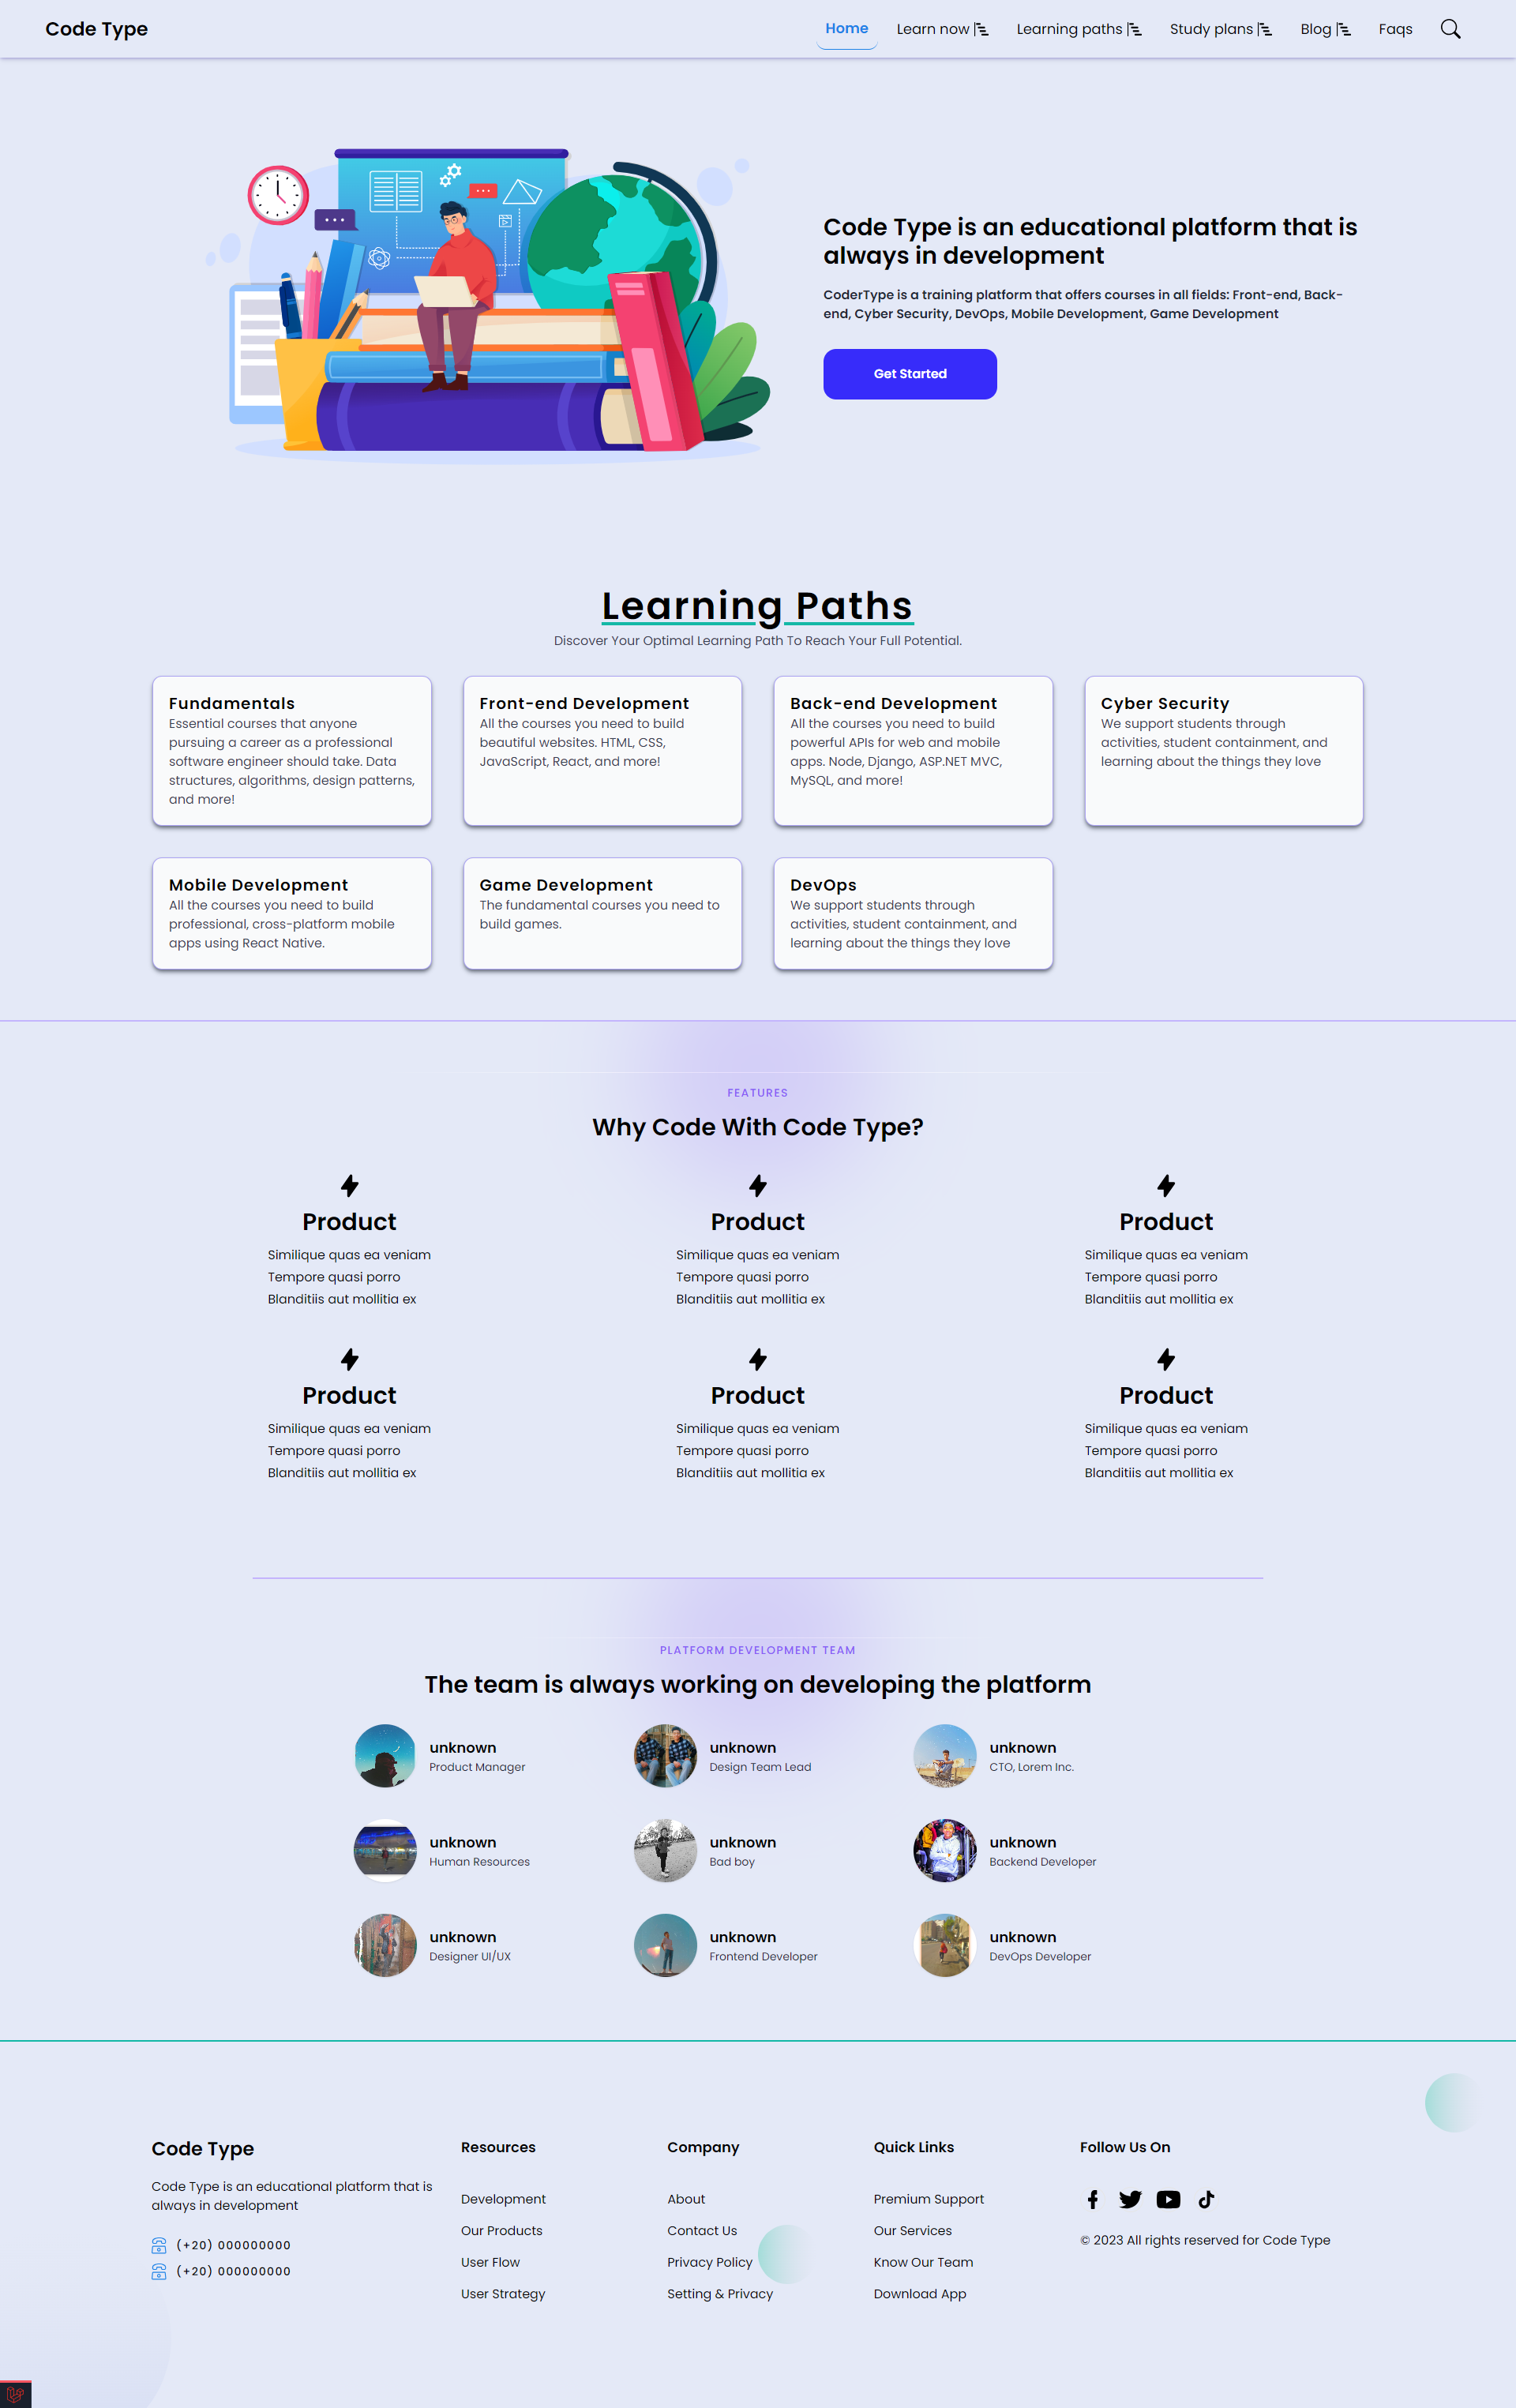 Code Type
Home
Learn now
Learning paths
Study plans
Blog
Faqs
Code Type is an educational platform that is
always in development
CoderType is a training platform that offers courses in all fields: Front-end, Back-
end, Cyber Security, DevOps, Mobile Development, Game Development
Get Started
Learning Paths
Discover Your Optimal Learning Path To Reach Your Full Potential.
Fundamentals
Essential courses that anyone
pursuing a career as a professional
software engineer should take. Data
structures, algorithms, design patterns,
and more!
Front-end Development
All the courses you need to build
beautiful websites. HTML, CSS,
JavaScript, React, and more!
Back-end Development
All the courses you need to build
powerful APIs for web and mobile
apps. Node, Django, ASP.NET MVC,
MySQL, and more!
Cyber Security
We support students through
activities, student containment, and
learning about the things they love
Mobile Development
All the courses you need to build
professional, cross-platform mobile
apps using React Native.
Game Development
The fundamental courses you need to
build games.
DevOps
We support students through
activities, student containment, and
learning about the things they love
FEATURES
Why Code With Code Type?
Product
Similique quas ea veniam
Tempore quasi porro
Blanditiis aut mollitia ex
Product
Similique quas ea veniam
Tempore quasi porro
Blanditiis aut mollitia ex
Product
Similique quas ea veniam
Tempore quasi porro
Blanditiis aut mollitia ex
Product
Similique quas ea veniam
Tempore quasi porro
Blanditiis aut mollitia ex
Product
Similique quas ea veniam
Tempore quasi porro
Blanditiis aut mollitia ex
Product
Similique quas ea veniam
Tempore quasi porro
Blanditiis aut mollitia ex
PLATFORM DEVELOPMENT TEAM
The team is always working on developing the platform
unknown
Product Manager
unknown
Design Team Lead
unknown
CTO, Lorem Inc.
unknown
Human Resources
unknown
Bad boy
unknown
Backend Developer
unknown
Designer UI/UX
unknown
Frontend Developer
unknown
DevOps Developer
Code Type
Code Type is an educational platform that is
always in development
(+20) 000000000
(+20) 000000000
Resources
Development
Our Products
User Flow
User Strategy
Company
About
Contact Us
Privacy Policy
Setting & Privacy
Quick Links
Premium Support
Our Services
Know Our Team
Download App
Follow Us On
© 2023 All rights reserved for Code Type